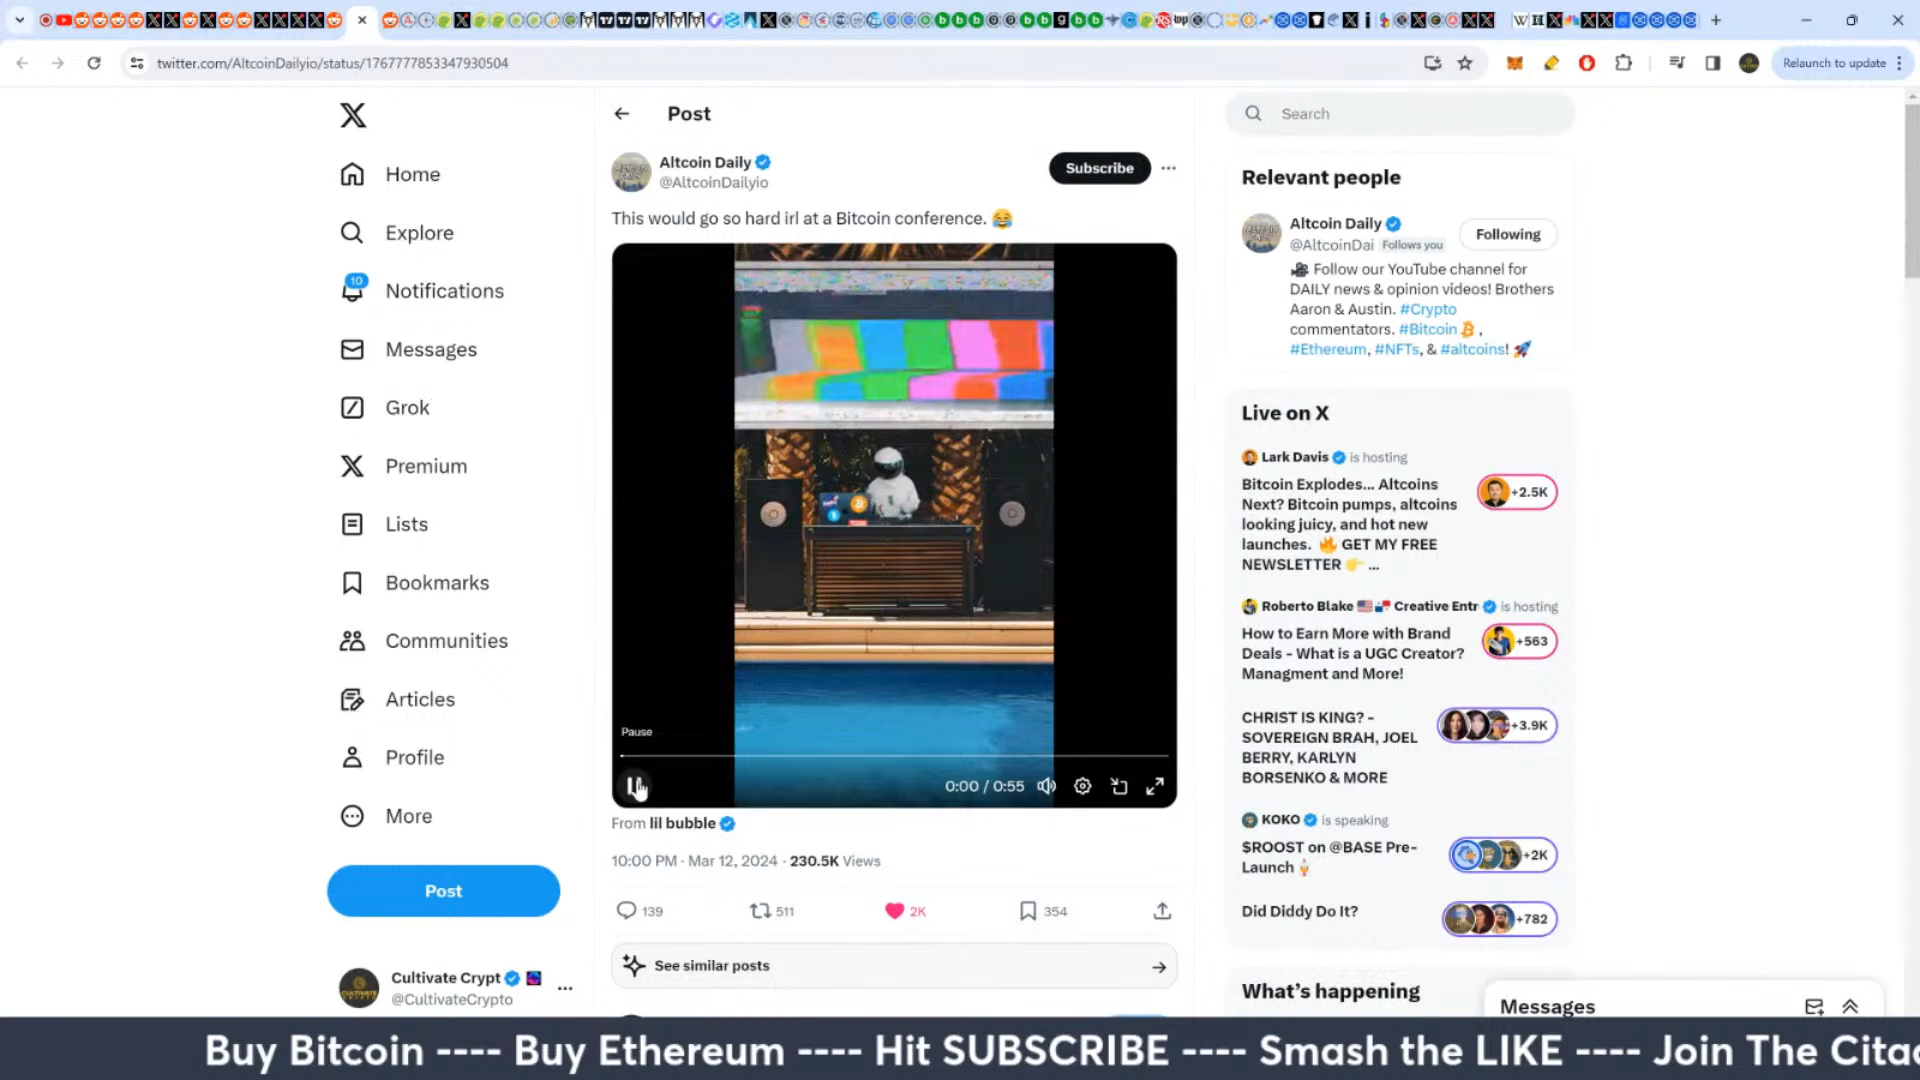 twitter.com/AltcoinDailyio/status/1767777853347930504
Relaunch to update
Home
Explore
10
Notifications
Messages
Grok
Premium
Lists
Bookmarks
Communities
Articles
Profile
More
Post
Cultivate Crypt
@CultivateCrypto
Post
Altcoin Daily
@AltcoinDailyio
Subscribe
This would go so hard irl at a Bitcoin conference. 😂
Pause
0:00 / 0:55
From lil bubble
10:00 PM · Mar 12, 2024 · 230.5K Views
139
511
2K
354
See similar posts
Search
Relevant people
Altcoin Daily
@AltcoinDai Follows you
Following
🎥 Follow our YouTube channel for
DAILY news & opinion videos! Brothers
Aaron & Austin. #Crypto
commentators. #Bitcoin ,
#Ethereum, #NFTs, & #altcoins! 🚀
Live on X
Lark Davis is hosting
Bitcoin Explodes... Altcoins
Next? Bitcoin pumps, altcoins
looking juicy, and hot new
launches. 🔥 GET MY FREE
NEWSLETTER 👉 ...
+2.5K
Roberto Blake 🇺🇸🇵🇦 Creative Entr is hosting
How to Earn More with Brand
Deals - What is a UGC Creator?
Managment and More!
+563
CHRIST IS KING? -
SOVEREIGN BRAH, JOEL
BERRY, KARLYN
BORSENKO & MORE
+3.9K
KOKO is speaking
$ROOST on @BASE Pre-
Launch
+2K
Did Diddy Do It?
+782
What's happening
Messages
Buy Bitcoin ---- Buy Ethereum ---- Hit SUBSCRIBE ---- Smash the LIKE ---- Join The Citad